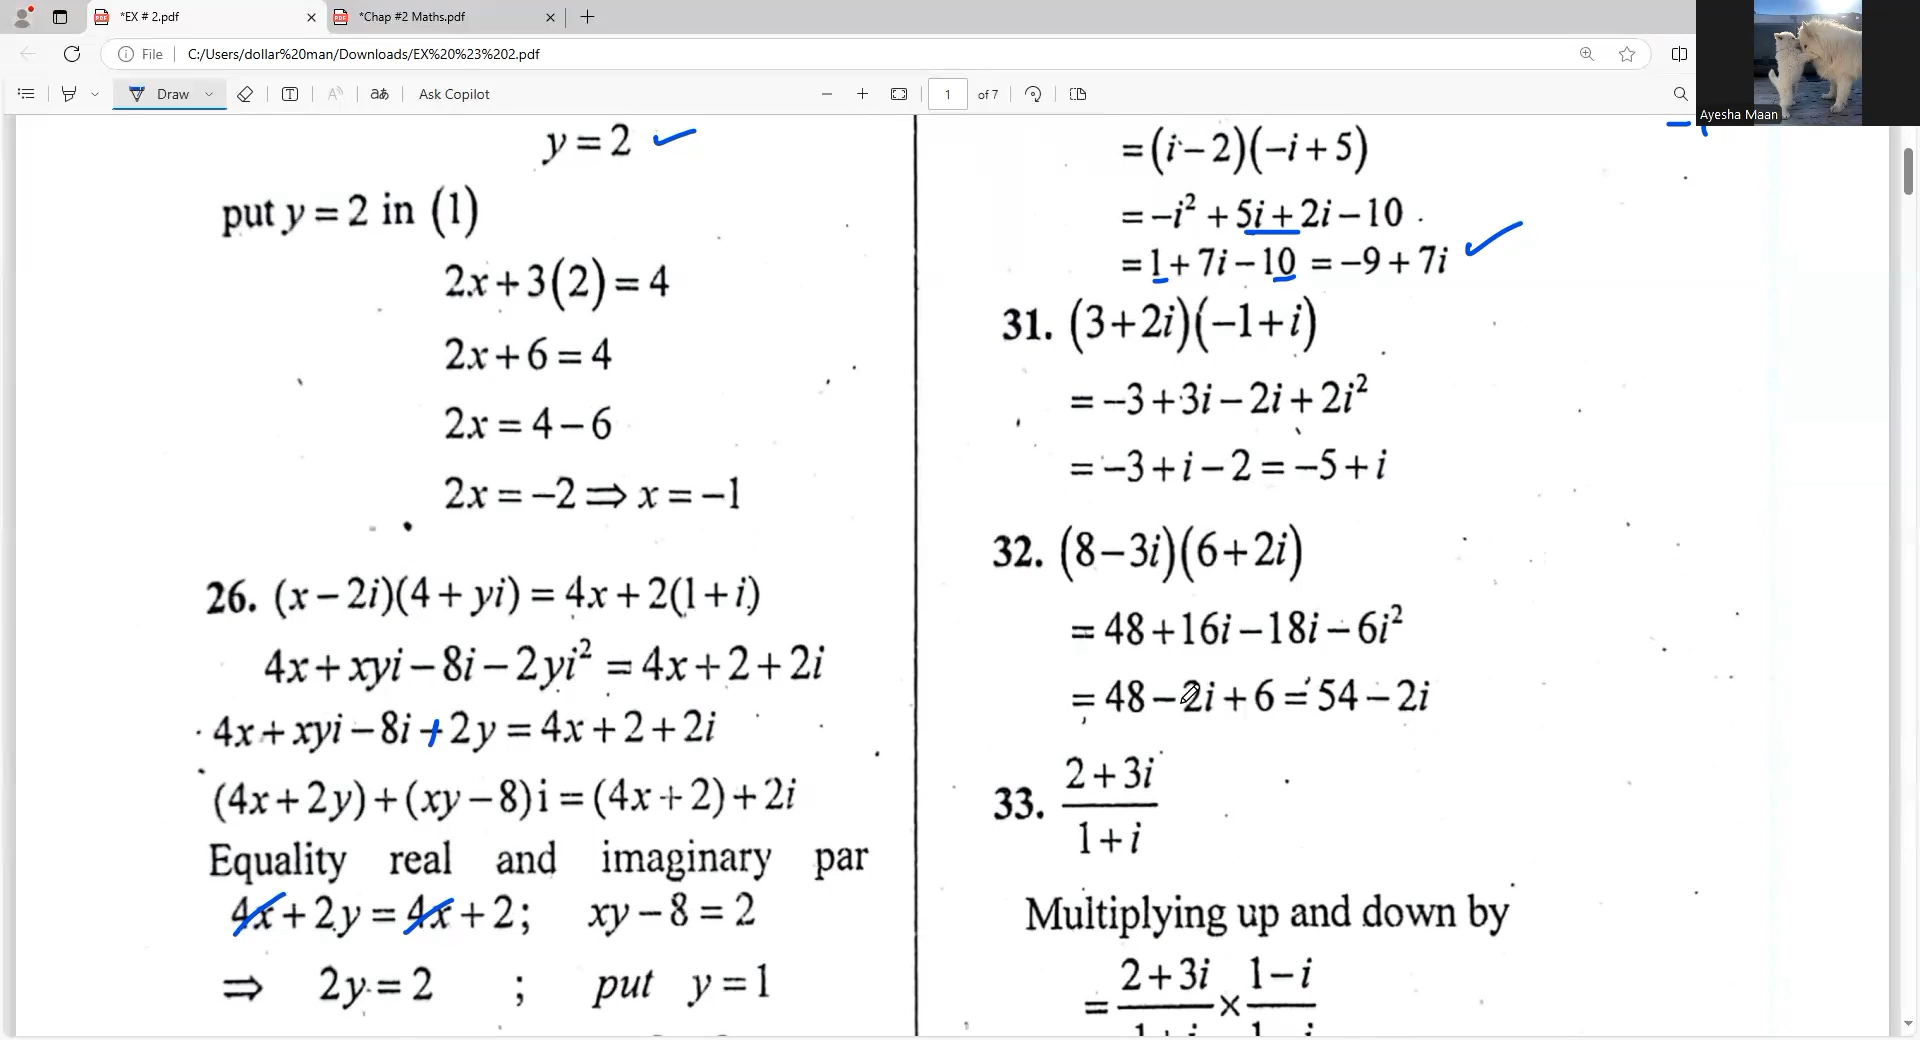 *EX # 2.pdf
*Chap #2 Maths.pdf
File
C:/Users/dollar%20man/Downloads/EX%20%23%202.pdf
Draw
aあ
Ask Copilot
1 of 7
Ayesha Maan
y = 2
put y = 2 in (1)
2x + 3(2) = 4
2x + 6 = 4
2x = 4 − 6
2x = −2 ⇒ x = −1
26. (x − 2i)(4 + yi) = 4x + 2(1 + i)
4x + xyi − 8i − 2yi² = 4x + 2 + 2i
4x + xyi − 8i + 2y = 4x + 2 + 2i
(4x + 2y) + (xy − 8)i = (4x + 2) + 2i
Equality real and imaginary par
4x + 2y = 4x + 2; xy − 8 = 2
⇒ 2y = 2 ; put y = 1
= (i − 2)(−i + 5)
= −i² + 5i + 2i − 10
= 1 + 7i − 10 = −9 + 7i
31. (3 + 2i)(−1 + i)
= −3 + 3i − 2i + 2i²
= −3 + i − 2 = −5 + i
32. (8 − 3i)(6 + 2i)
= 48 + 16i − 18i − 6i²
= 48 − 2i + 6 = 54 − 2i
33. 2 + 3i
1 + i
Multiplying up and down by
= 2 + 3i × 1 − i
1 + i 1 − i